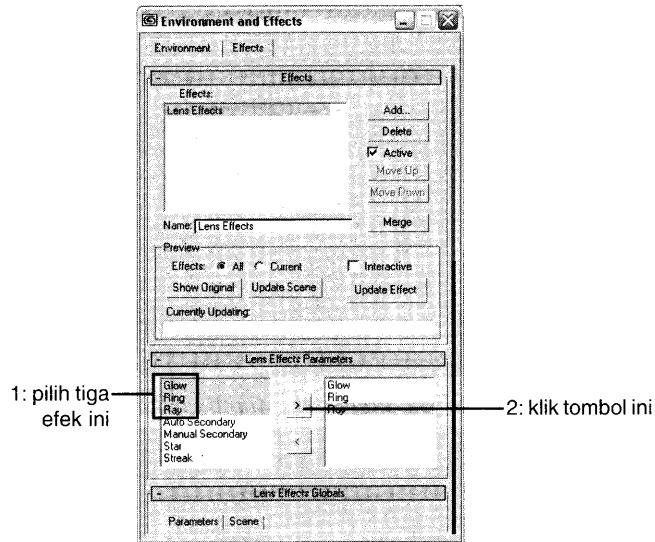 Environment and Effects
Environment Effects
Effects
Effects:
Lens Effects
Add...
Delete
Active
Move Up
Move Down
Name: Lens Effects
Merge
Preview
Effects: All Current Interactive
Show Original Update Scene Update Effect
Currently Updating:
Lens Effects Parameters
Glow
Ring
Ray
Auto Secondary
Manual Secondary
Star
Streak
>
<
Glow
Ring
Ray
1: pilih tiga
efek ini
2: klik tombol ini
Lens Effects Globals
Parameters Scene